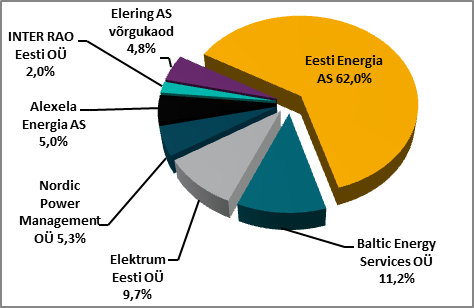 Elering AS
võrgukaod
4,8%
INTER RAO
Eesti OÜ
2,0%
Alexela
Energia AS
5,0%
Nordic
Power
Management
OÜ 5,3%
Elektrum
Eesti OÜ
9,7%
Baltic Energy
Services OÜ
11,2%
Eesti Energia
AS 62,0%